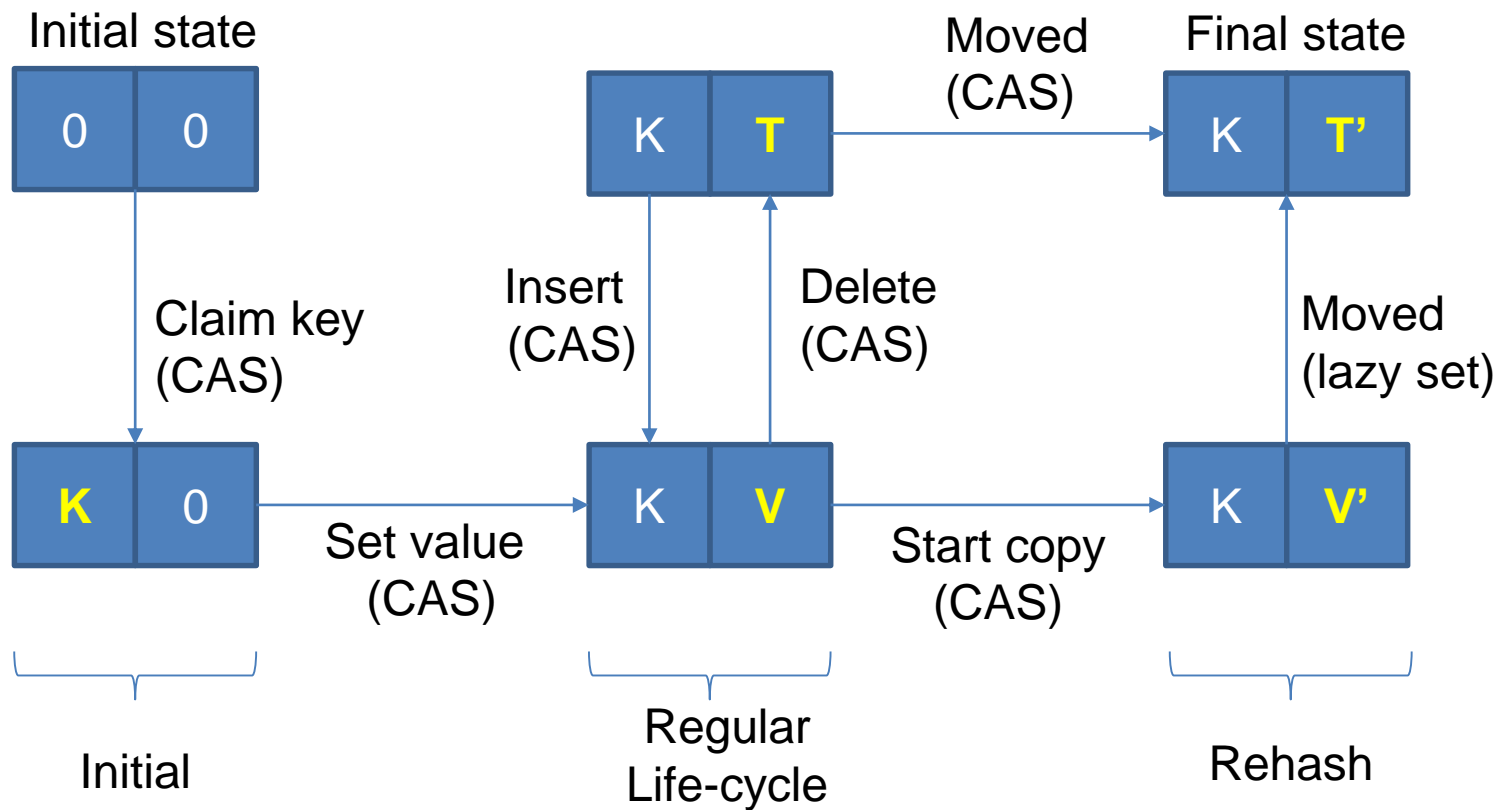 Initial state
Moved
(CAS)
Final state
0 0
K T
K T’
Claim key
(CAS)
Insert
(CAS)
Delete
(CAS)
Moved
(lazy set)
K 0
Set value
(CAS)
K V
Start copy
(CAS)
K V’
Initial
Regular
Life-cycle
Rehash